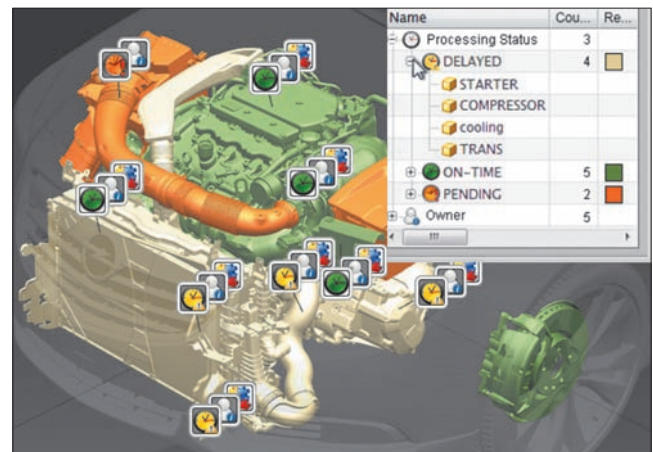 Name Cou... Re...
Processing Status 3
DELAYED 4
STARTER
COMPRESSOR
cooling
TRANS
ON-TIME 5
PENDING 2
Owner 5